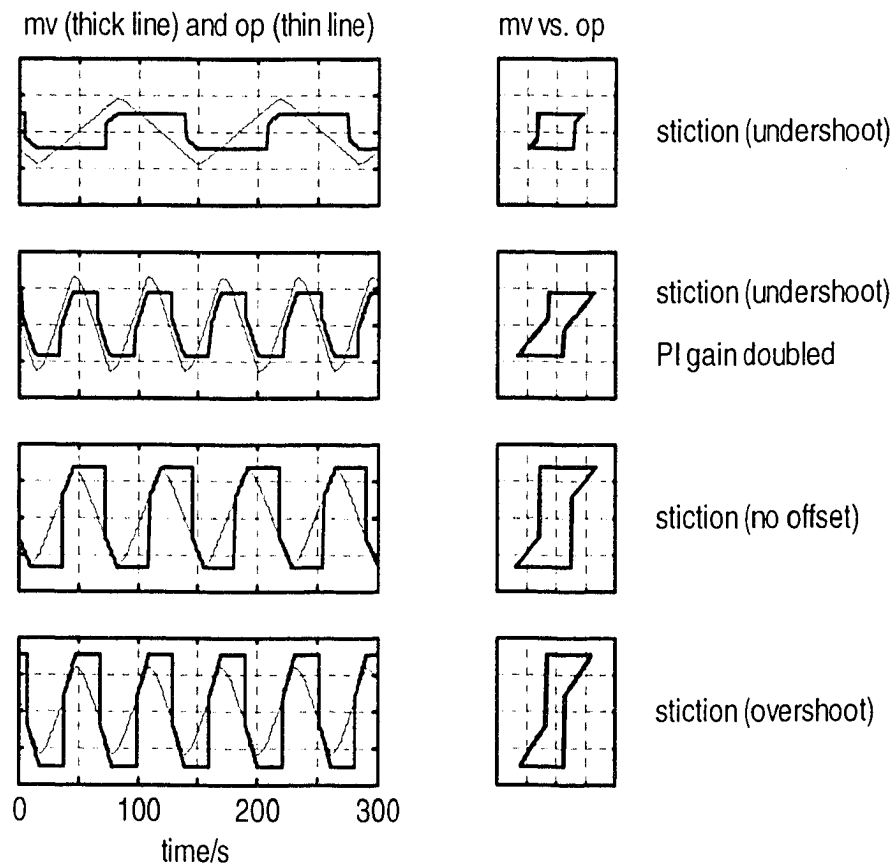 mv (thick line) and op (thin line)
mv vs. op
stiction (undershoot)
stiction (undershoot)
PI gain doubled
stiction (no offset)
stiction (overshoot)
0 100 200 300
time/s